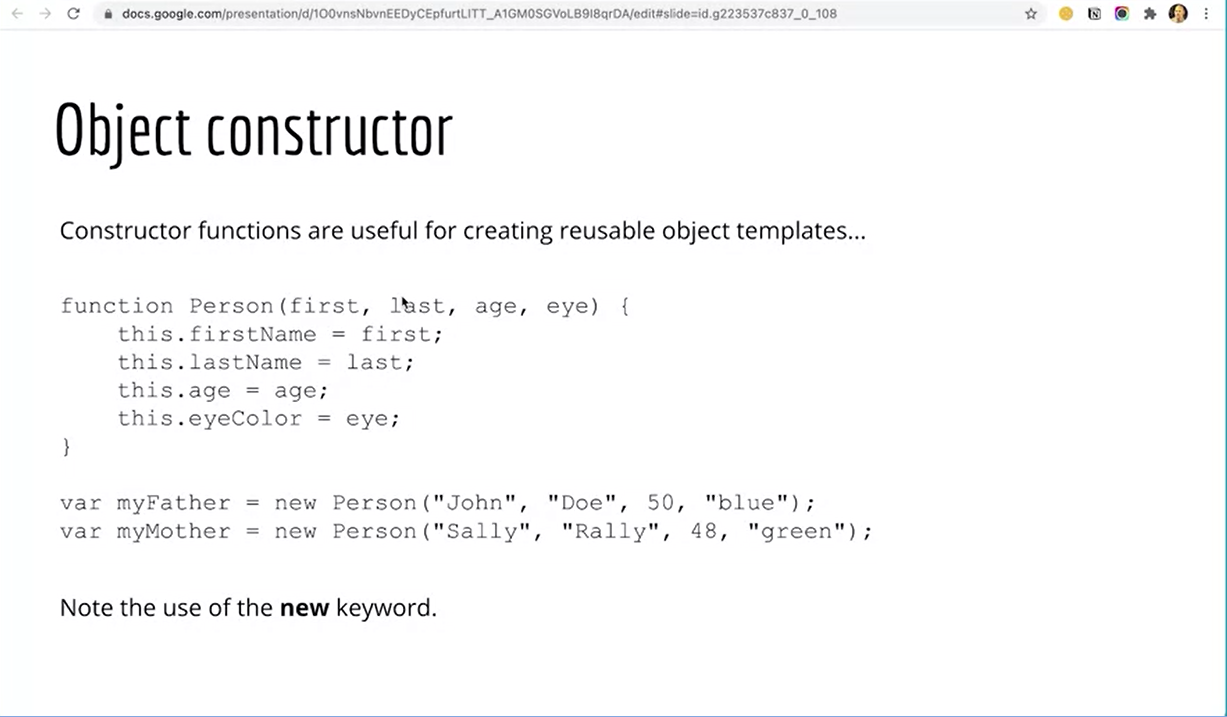 docs.google.com/presentation/d/1O0vnsNbvnEEDyCEpfurtLITT_A1GM0SGVoLB9I8qrDA/edit#slide=id.g223537c837_0_108
Object constructor
Constructor functions are useful for creating reusable object templates...
function Person(first, last, age, eye) {
    this.firstName = first;
    this.lastName = last;
    this.age = age;
    this.eyeColor = eye;
}
var myFather = new Person("John", "Doe", 50, "blue");
var myMother = new Person("Sally", "Rally", 48, "green");
Note the use of the new keyword.